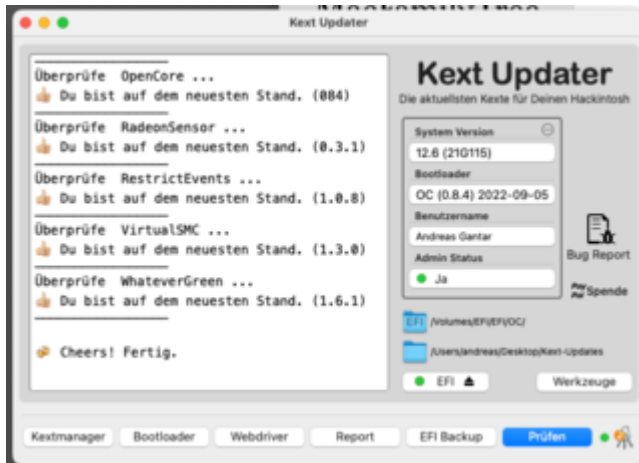 Kext Updater
Überprüfe OpenCore ...
👍 Du bist auf dem neuesten Stand. (084)
Überprüfe RadeonSensor ...
👍 Du bist auf dem neuesten Stand. (0.3.1)
Überprüfe RestrictEvents ...
👍 Du bist auf dem neuesten Stand. (1.0.8)
Überprüfe VirtualSMC ...
👍 Du bist auf dem neuesten Stand. (1.3.0)
Überprüfe WhateverGreen ...
👍 Du bist auf dem neuesten Stand. (1.6.1)
🍻 Cheers! Fertig.
Kext Updater
Die aktuellsten Kexte für Deinen Hackintosh
System Version
12.6 (21G115)
Bootloader
OC (0.8.4) 2022-09-05
Benutzername
Andreas Gantar
Admin Status
Ja
Bug Report
PayPal Spende
EFI /Volumes/EFI/EFI/OC/
/Users/andreas/Desktop/Kext-Updates
EFI ⏏ Werkzeuge
Kextmanager Bootloader Webdriver Report EFI Backup Prüfen